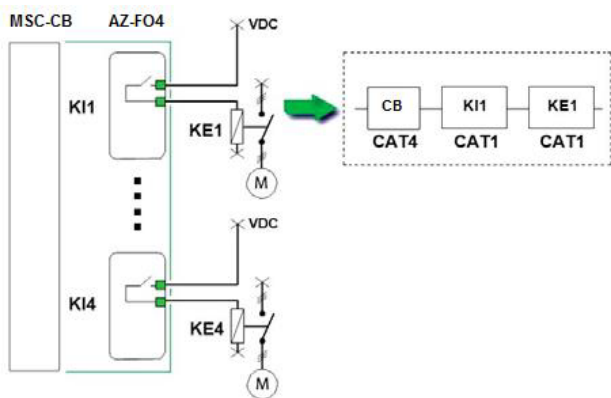 MSC-CB AZ-FO4
VDC
KI1
KE1
M
CB KI1 KE1
CAT4 CAT1 CAT1
VDC
KI4
KE4
M